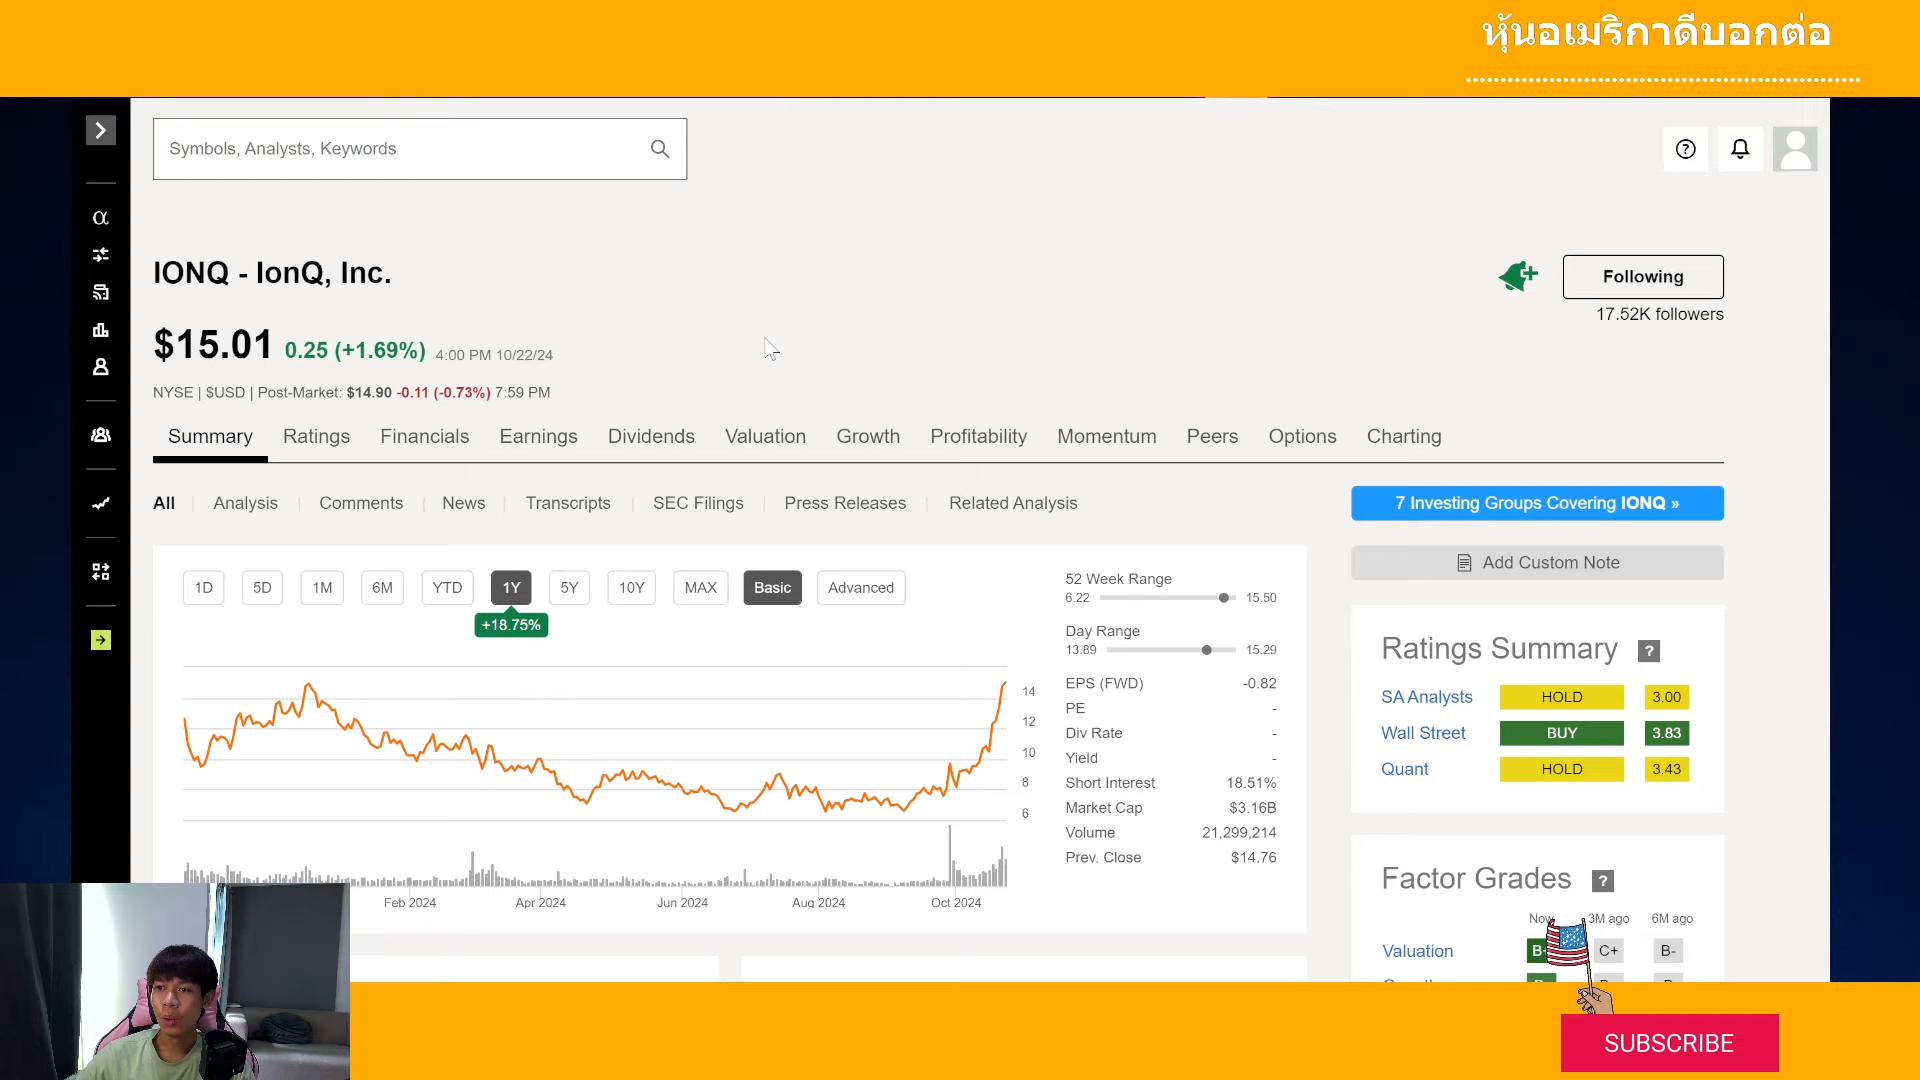 หุ้นอเมริกาดีบอกต่อ
Symbols, Analysts, Keywords
IONQ - IonQ, Inc.
Following
17.52K followers
$15.01 0.25 (+1.69%) 4:00 PM 10/22/24
NYSE | $USD | Post-Market: $14.90 -0.11 (-0.73%) 7:59 PM
Summary Ratings Financials Earnings Dividends Valuation Growth Profitability Momentum Peers Options Charting
All Analysis Comments News Transcripts SEC Filings Press Releases Related Analysis
7 Investing Groups Covering IONQ »
Add Custom Note
1D 5D 1M 6M YTD 1Y 5Y 10Y MAX Basic Advanced
+18.75%
14
12
10
8
6
Feb 2024 Apr 2024 Jun 2024 Aug 2024 Oct 2024
52 Week Range
6.22 15.50
Day Range
13.89 15.29
EPS (FWD) -0.82
PE -
Div Rate -
Yield -
Short Interest 18.51%
Market Cap $3.16B
Volume 21,299,214
Prev. Close $14.76
Ratings Summary ?
SA Analysts HOLD 3.00
Wall Street BUY 3.83
Quant HOLD 3.43
Factor Grades ?
Now 3M ago 6M ago
Valuation C+ B-
SUBSCRIBE